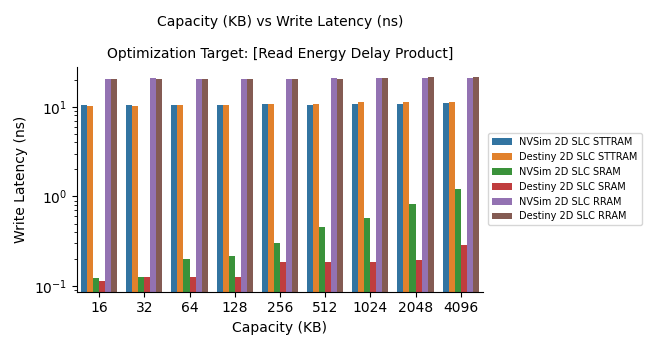 Capacity (KB) vs Write Latency (ns)
Optimization Target: [Read Energy Delay Product]
Write Latency (ns)
10¹
10⁰
10⁻¹
16 32 64 128 256 512 1024 2048 4096
Capacity (KB)
NVSim 2D SLC STTRAM
Destiny 2D SLC STTRAM
NVSim 2D SLC SRAM
Destiny 2D SLC SRAM
NVSim 2D SLC RRAM
Destiny 2D SLC RRAM